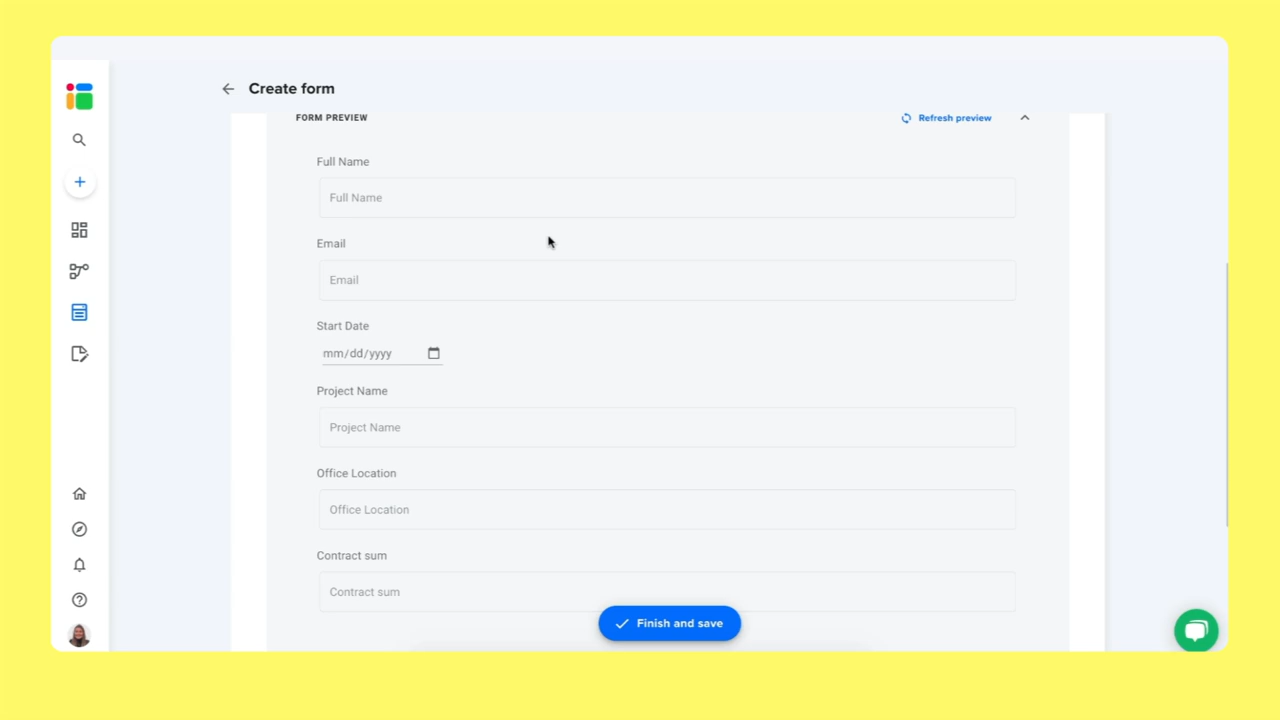 Create form
FORM PREVIEW
Refresh preview
Full Name
Full Name
Email
Email
Start Date
mm/dd/yyyy
Project Name
Project Name
Office Location
Office Location
Contract sum
Contract sum
Finish and save